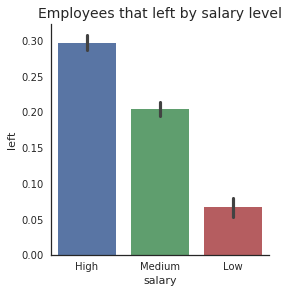 Employees that left by salary level
0.30
0.25
0.20
0.15
0.10
0.05
0.00
left
High Medium Low
salary